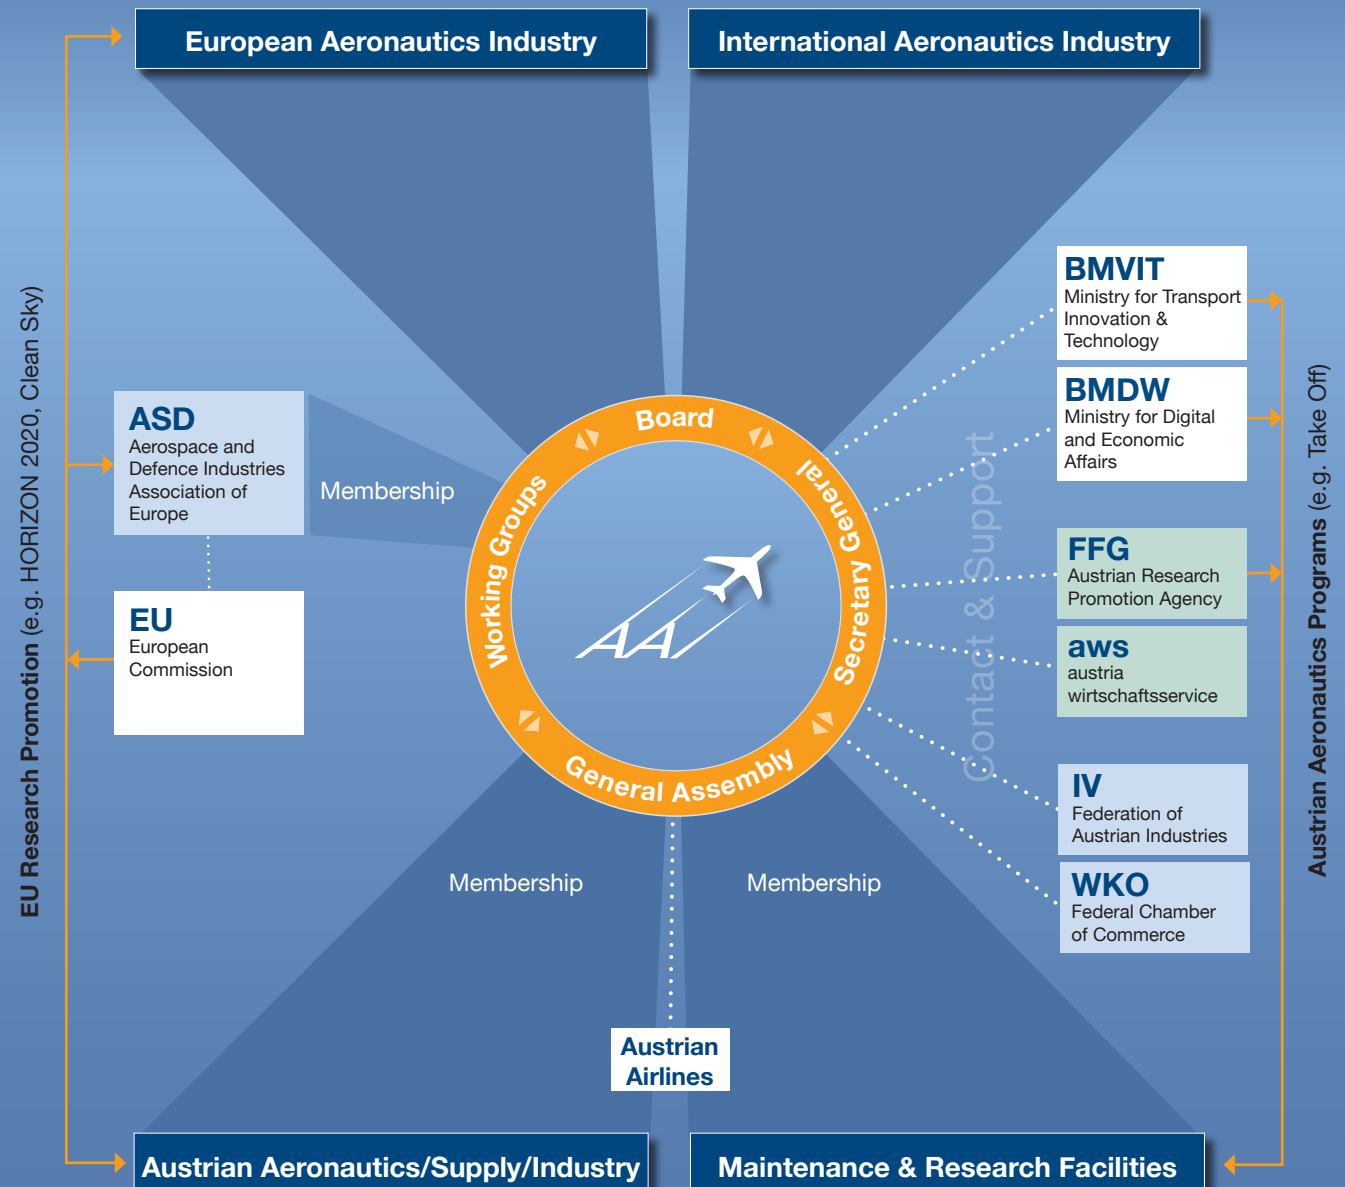 European Aeronautics Industry
International Aeronautics Industry
EU Research Promotion (e.g. HORIZON 2020, Clean Sky)
ASD
Aerospace and
Defence Industries
Association of
Europe
Membership
EU
European
Commission
Board
Working Groups
Secretary General
General Assembly
AAI
Contact & Support
BMVIT
Ministry for Transport
Innovation &
Technology
BMDW
Ministry for Digital
and Economic
Affairs
FFG
Austrian Research
Promotion Agency
aws
austria
wirtschaftsservice
IV
Federation of
Austrian Industries
WKO
Federal Chamber
of Commerce
Austrian Aeronautics Programs (e.g. Take Off)
Membership
Membership
Austrian
Airlines
Austrian Aeronautics/Supply/Industry
Maintenance & Research Facilities